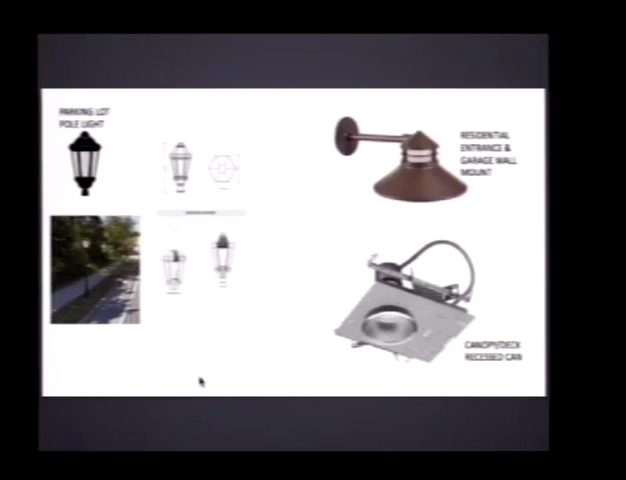 PARKING LOT
POLE LIGHT
RESIDENTIAL
ENTRANCE &
GARAGE WALL
MOUNT
CANOPY/DECK
RECESSED CAN